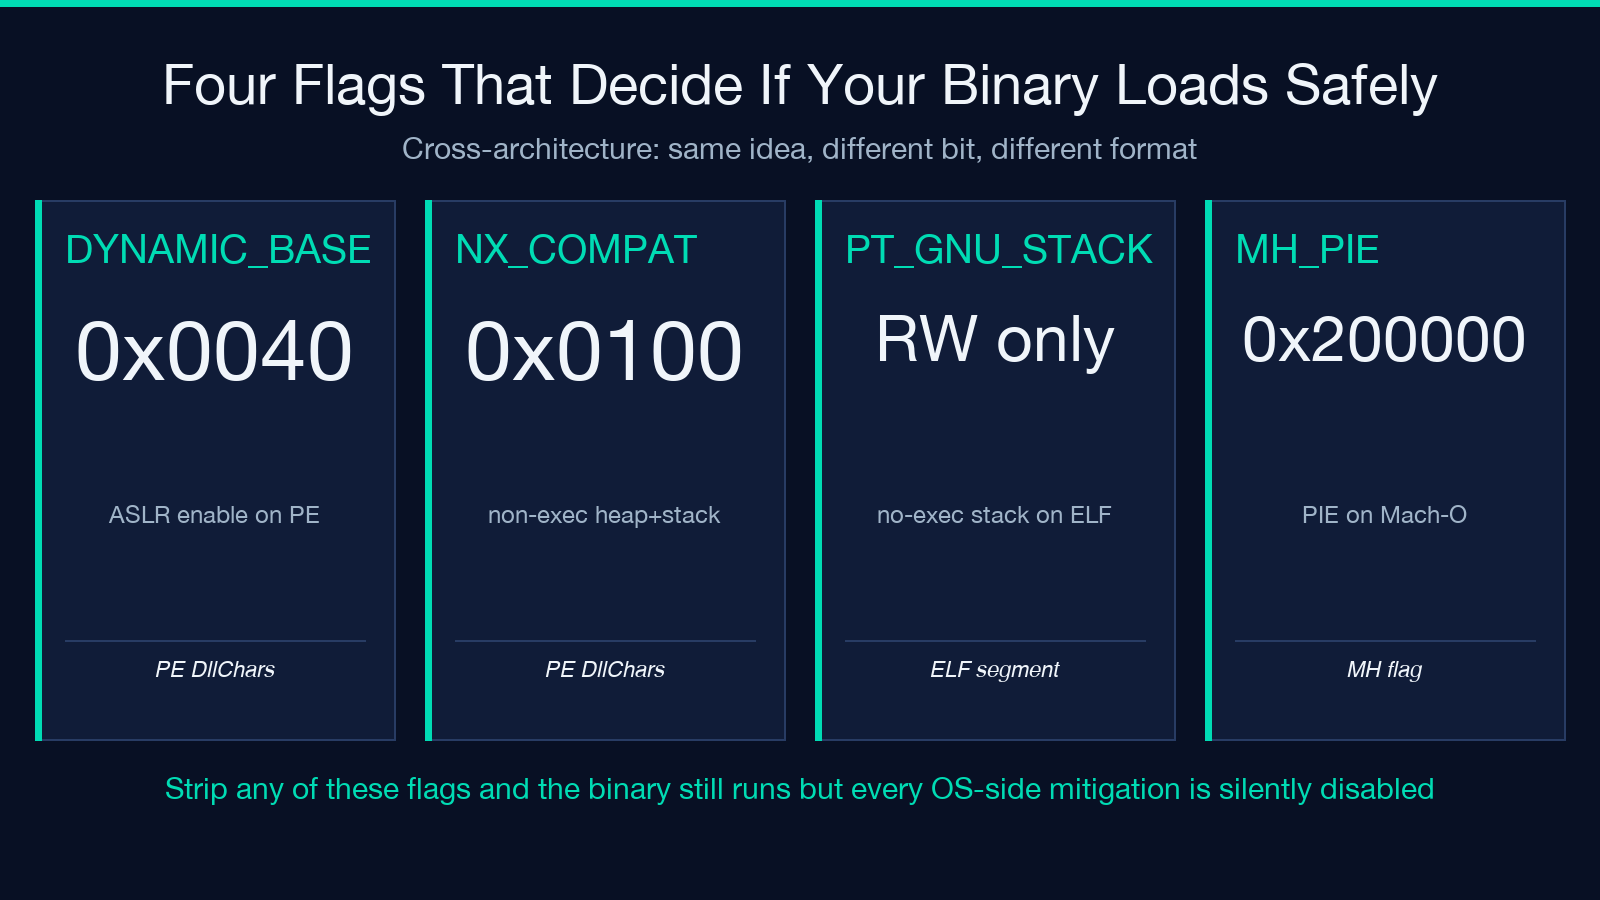 Four Flags That Decide If Your Binary Loads Safely
Cross-architecture: same idea, different bit, different format
DYNAMIC_BASE
0x0040
ASLR enable on PE
PE DllChars
NX_COMPAT
0x0100
non-exec heap+stack
PE DllChars
PT_GNU_STACK
RW only
no-exec stack on ELF
ELF segment
MH_PIE
0x200000
PIE on Mach-O
MH flag
Strip any of these flags and the binary still runs but every OS-side mitigation is silently disabled